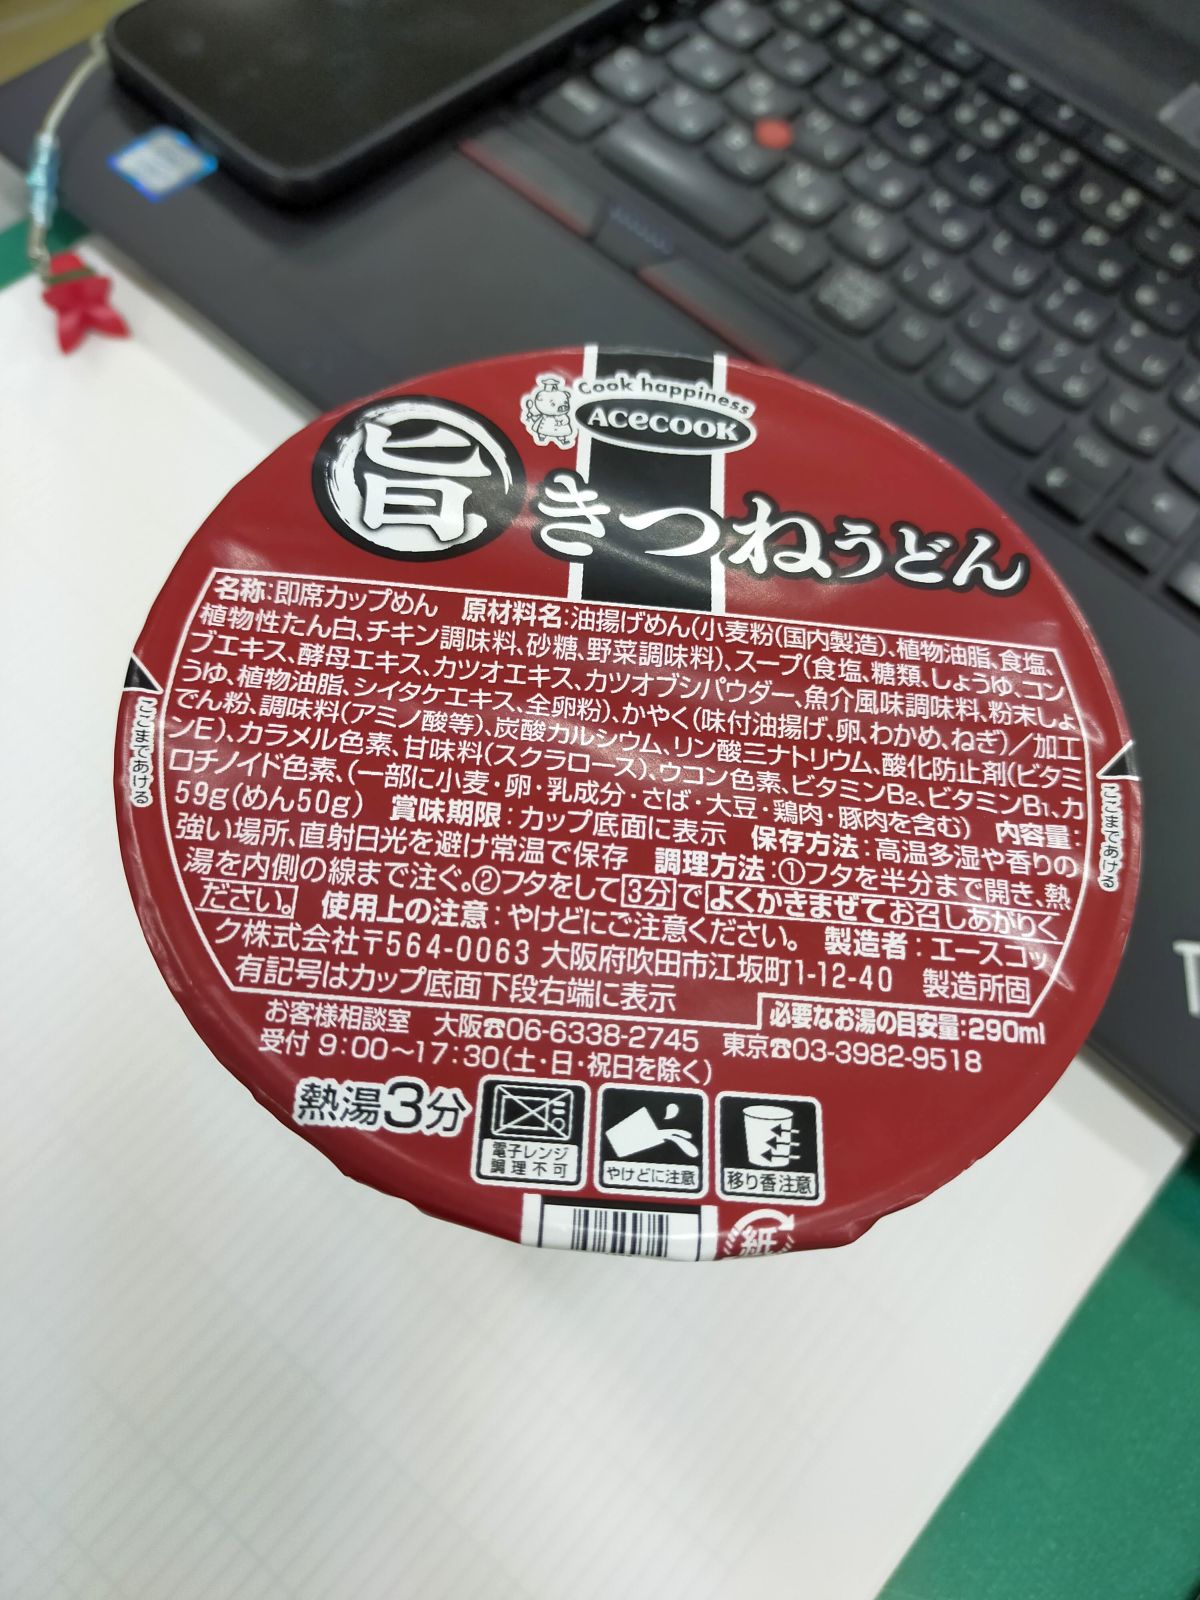 Cook happiness
ACECOOK
旨 きつねうどん
名称:即席カップめん 原材料名:油揚げめん(小麦粉(国内製造)、植物油脂、食塩、
植物性たん白、チキン調味料、砂糖、野菜調味料)、スープ(食塩、糖類、しょうゆ、コン
ブエキス、酵母エキス、カツオエキス、カツオブシパウダー、魚介風味調味料、粉末しょ
うゆ、植物油脂、シイタケエキス、全卵粉)、かやく(味付油揚げ、卵、わかめ、ねぎ)/加工
でん粉、調味料(アミノ酸等)、炭酸カルシウム、リン酸三ナトリウム、酸化防止剤(ビタミ
ンE)、カラメル色素、甘味料(スクラロース)、ウコン色素、ビタミンB2、ビタミンB1、カ
ロチノイド色素、(一部に小麦・卵・乳成分・さば・大豆・鶏肉・豚肉を含む) 内容量:
59g(めん50g) 賞味期限:カップ底面に表示 保存方法:高温多湿や香りの
強い場所、直射日光を避け常温で保存 調理方法:①フタを半分まで開き、熱
湯を内側の線まで注ぐ。②フタをして3分でよくかきまぜてお召しあがりく
ださい。 使用上の注意:やけどにご注意ください。 製造者:エースコッ
ク株式会社〒564-0063 大阪府吹田市江坂町1-12-40 製造所固
有記号はカップ底面下段右端に表示
必要なお湯の目安量:290ml
お客様相談室 大阪☎06-6338-2745 東京☎03-3982-9518
受付 9:00〜17:30(土・日・祝日を除く)
熱湯3分
電子レンジ
調理不可
やけどに注意
移り香注意
紙
ここまであける
ここまであける